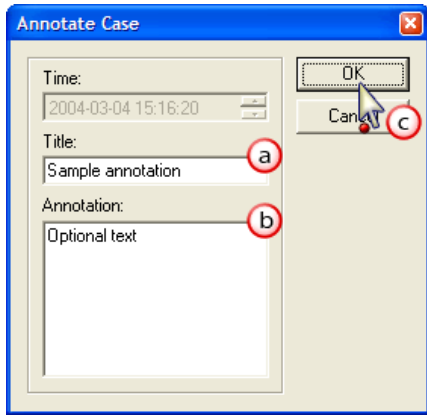 Annotate Case
Time:
2004-03-04 15:16:20
Title:
a
Sample annotation
Annotation:
b
Optional text
OK
c